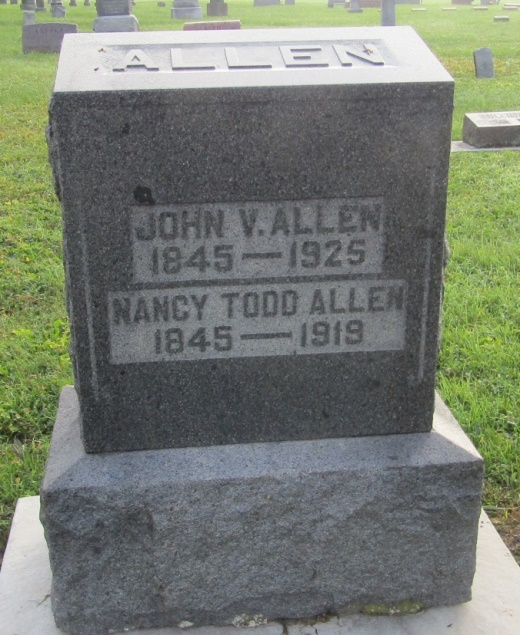 ALLEN
JOHN V. ALLEN
1845 — 1925
NANCY TODD ALLEN
1845 — 1919